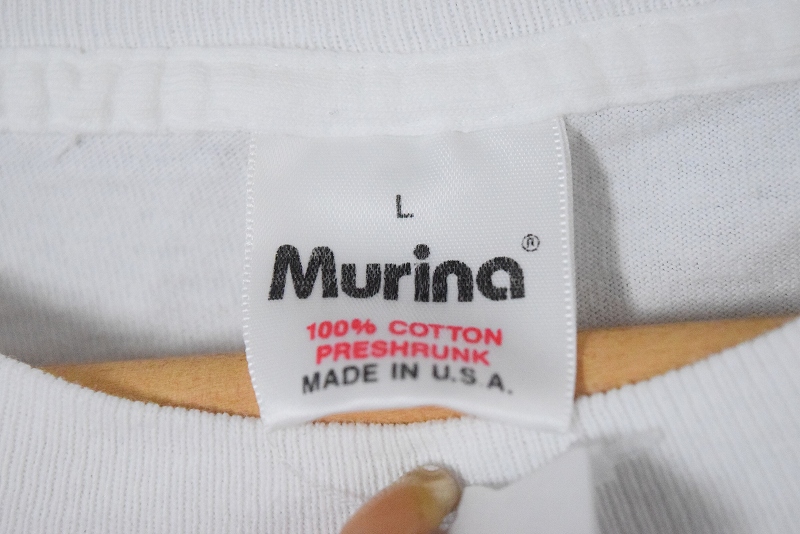 L
Murina®
100% COTTON
PRESHRUNK
MADE IN U.S.A.